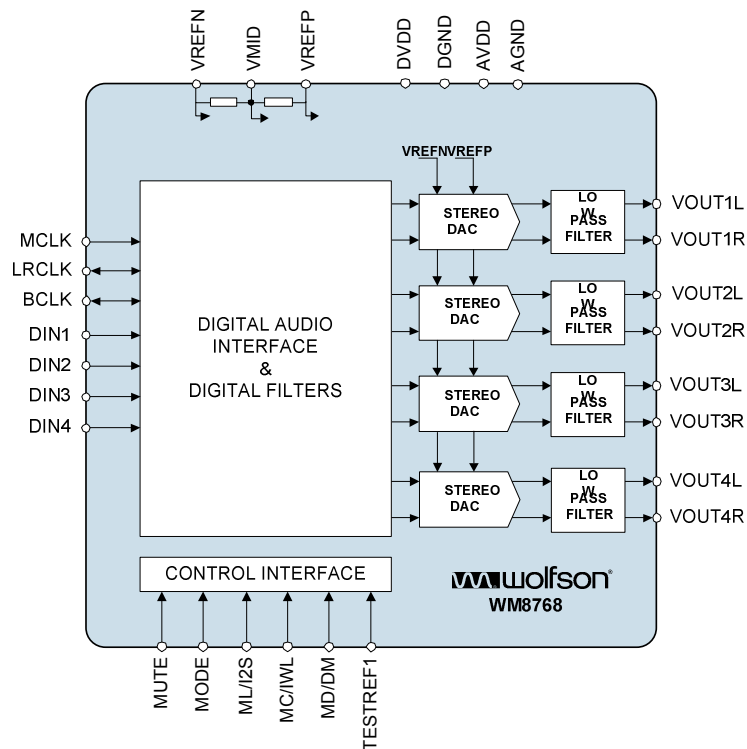 VREFN
VMID
VREFP
DVDD
DGND
AVDD
AGND
VREFNVREFP
MCLK
LRCLK
BCLK
DIN1
DIN2
DIN3
DIN4
DIGITAL AUDIO
INTERFACE
&
DIGITAL FILTERS
STEREO
DAC
LO
W
PASS
FILTER
VOUT1L
VOUT1R
STEREO
DAC
LO
W
PASS
FILTER
VOUT2L
VOUT2R
STEREO
DAC
LO
W
PASS
FILTER
VOUT3L
VOUT3R
STEREO
DAC
LO
W
PASS
FILTER
VOUT4L
VOUT4R
CONTROL INTERFACE
wolfson®
WM8768
MUTE
MODE
ML/I2S
MC/IWL
MD/DM
TESTREF1